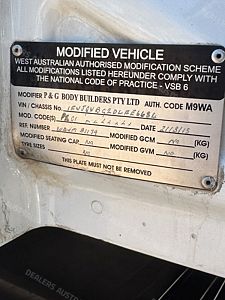 MODIFIED VEHICLE
WEST AUSTRALIAN AUTHORISED MODIFICATION SCHEME
ALL MODIFICATIONS LISTED HEREUNDER COMPLY WITH
THE NATIONAL CODE OF PRACTICE - VSB 6
MODIFIER P & G BODY BUILDERS PTY LTD AUTH. CODE M9WA
VIN / CHASSIS No.
MOD. CODE(S) DATE
REF. NUMBER MODIFIED GCM (KG)
MODIFIED SEATING CAP MODIFIED GVM (KG)
TYRE SIZES
THIS PLATE MUST NOT BE REMOVED
DEALERS